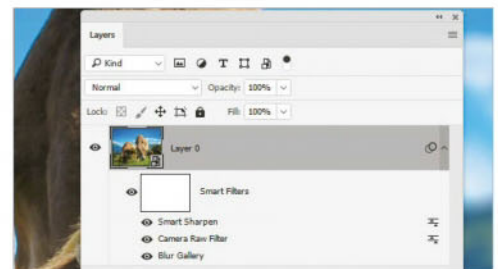 Layers
Kind
Normal Opacity: 100%
Lock: Fill: 100%
Layer 0
Smart Filters
Smart Sharpen
Camera Raw Filter
Blur Gallery